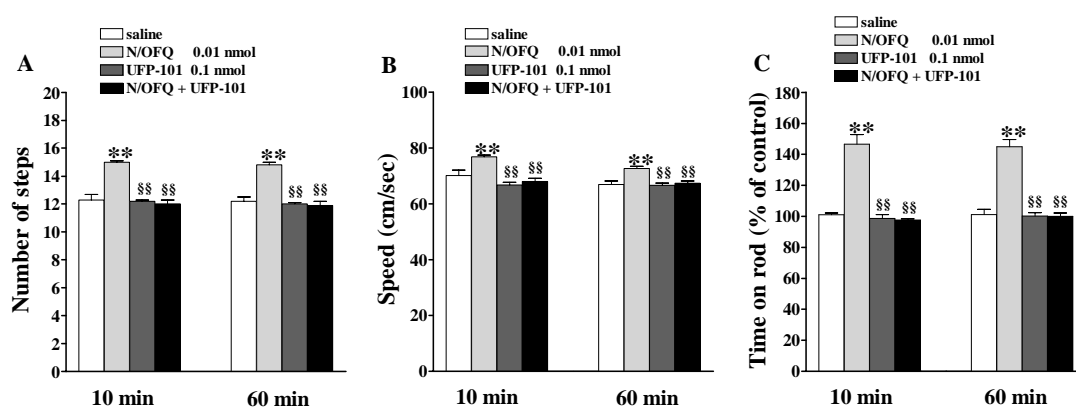 A
saline
N/OFQ 0.01 nmol
UFP-101 0.1 nmol
N/OFQ + UFP-101
Number of steps
20
18
16
14
12
10
8
6
4
2
0
**
§§ §§
**
§§ §§
10 min 60 min
B
saline
N/OFQ 0.01 nmol
UFP-101 0.1 nmol
N/OFQ + UFP-101
Speed (cm/sec)
100
80
60
40
20
0
**
§§ §§
**
§§ §§
10 min 60 min
C
saline
N/OFQ 0.01 nmol
UFP-101 0.1 nmol
N/OFQ + UFP-101
Time on rod (% of control)
180
160
140
120
100
80
60
40
20
0
**
§§ §§
**
§§ §§
10 min 60 min